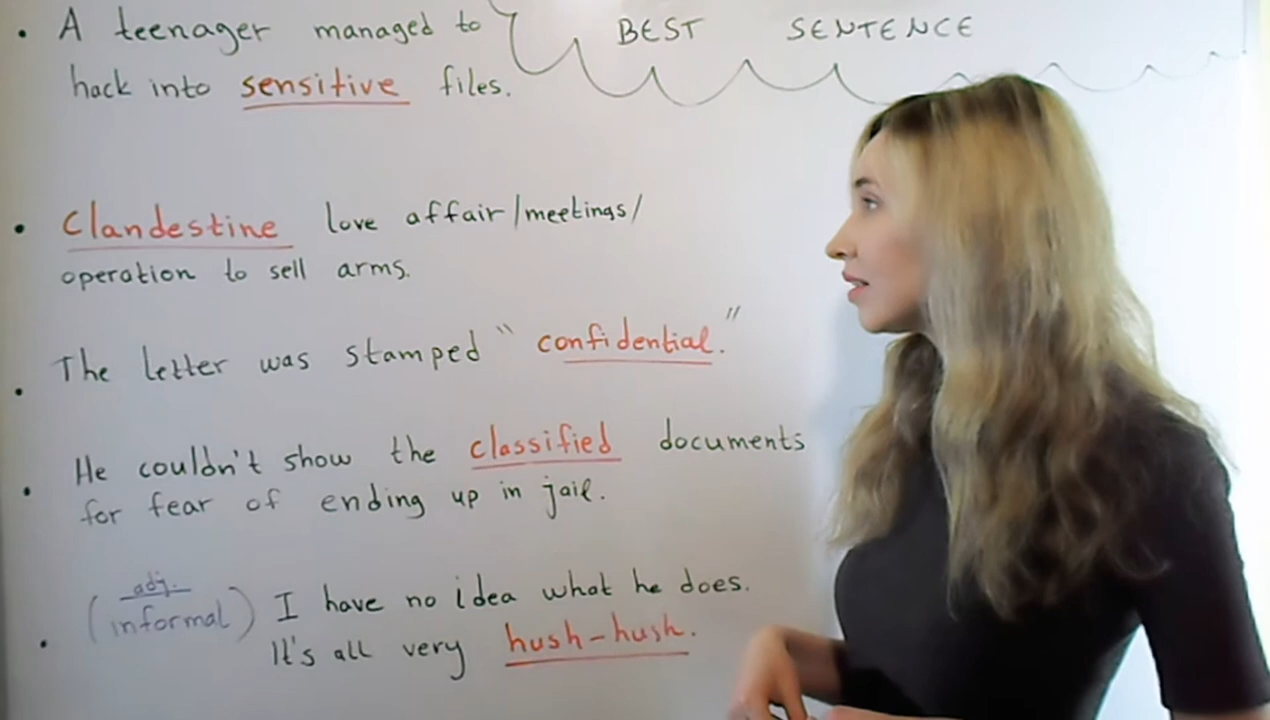 • A teenager managed to
hack into sensitive files.
BEST SENTENCE
• Clandestine love affair/meetings/
operation to sell arms.
• The letter was stamped "confidential."
• He couldn't show the classified documents
for fear of ending up in jail.
• (adj. informal) I have no idea what he does.
It's all very hush-hush.